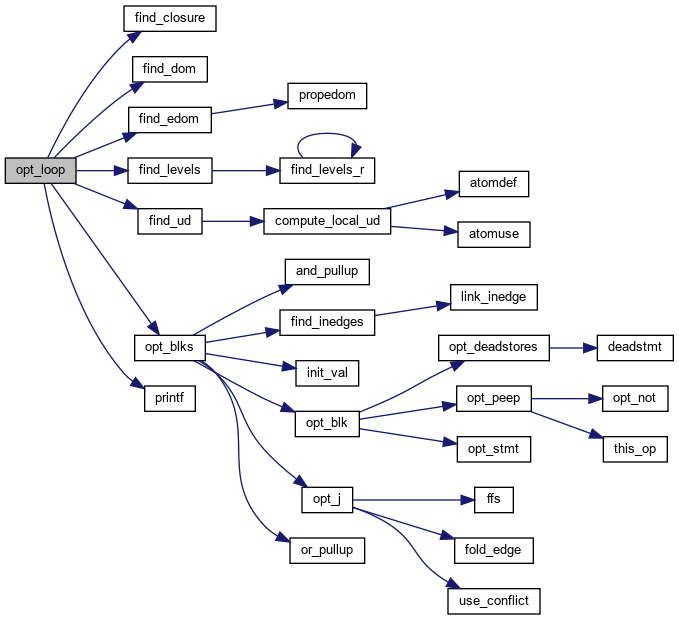 find_closure
find_dom
propedom
find_edom
opt_loop
find_levels
find_levels_r
atomdef
find_ud
compute_local_ud
atomuse
and_pullup
link_inedge
find_inedges
opt_blks
opt_deadstores
deadstmt
init_val
printf
opt_peep
opt_not
opt_blk
opt_stmt
this_op
opt_j
ffs
or_pullup
fold_edge
use_conflict